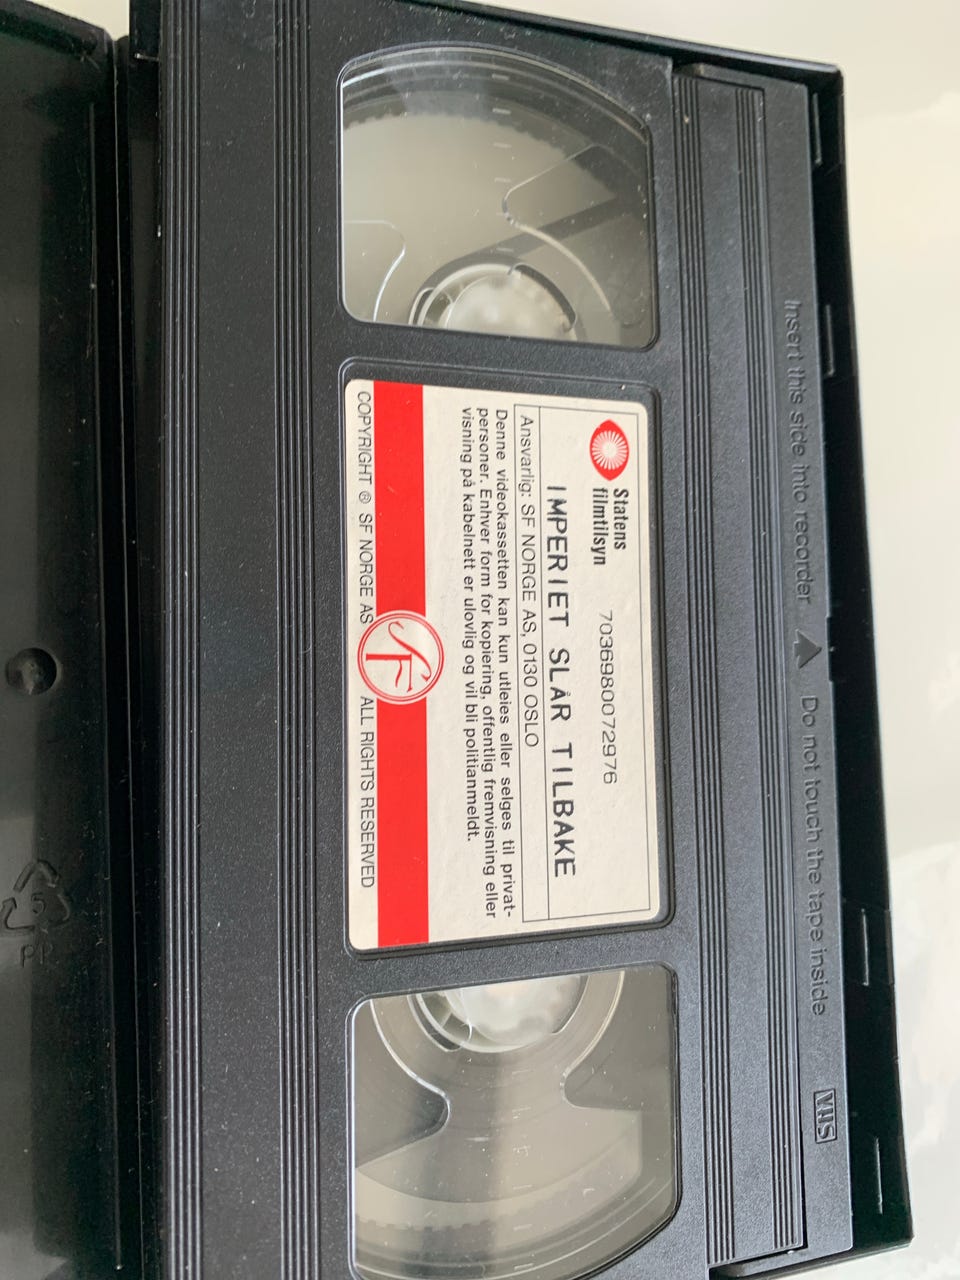 Insert this side into recorder Do not touch the tape inside
VHS
Statens
filmtilsyn
7036980072976
IMPERIET SLÅR TILBAKE
Ansvarlig: SF NORGE AS, 0130 OSLO
Denne videokassetten kan kun utleies eller selges til privat-
personer. Enhver form for kopiering, offentlig fremvisning eller
visning på kabelnett er ulovlig og vil bli politianmeldt.
SF
COPYRIGHT ® SF NORGE AS ALL RIGHTS RESERVED
5